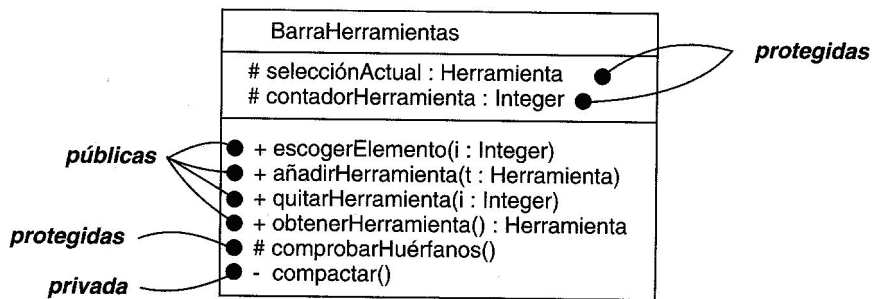 BarraHerramientas
# selecciónActual : Herramienta
# contadorHerramienta : Integer
protegidas
+ escogerElemento(i : Integer)
+ añadirHerramienta(t : Herramienta)
+ quitarHerramienta(i : Integer)
+ obtenerHerramienta() : Herramienta
# comprobarHuérfanos()
- compactar()
públicas
protegidas
privada